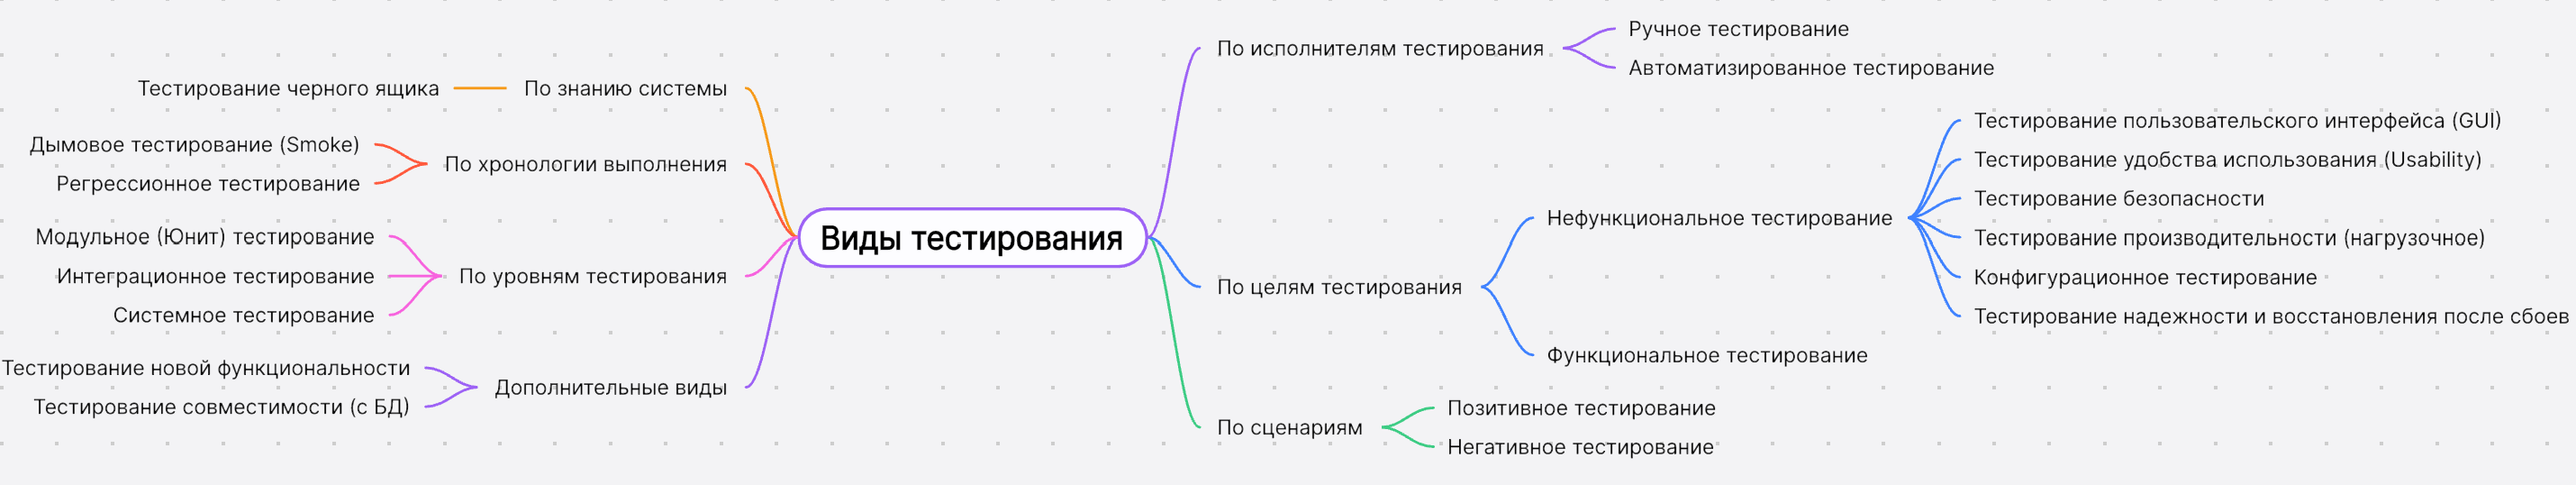 Виды тестирования
По исполнителям тестирования
Ручное тестирование
Автоматизированное тестирование
По целям тестирования
Нефункциональное тестирование
Тестирование пользовательского интерфейса (GUI)
Тестирование удобства использования (Usability)
Тестирование безопасности
Тестирование производительности (нагрузочное)
Конфигурационное тестирование
Тестирование надежности и восстановления после сбоев
Функциональное тестирование
По сценариям
Позитивное тестирование
Негативное тестирование
По знанию системы
Тестирование черного ящика
По хронологии выполнения
Дымовое тестирование (Smoke)
Регрессионное тестирование
По уровням тестирования
Модульное (Юнит) тестирование
Интеграционное тестирование
Системное тестирование
Дополнительные виды
Тестирование новой функциональности
Тестирование совместимости (с БД)